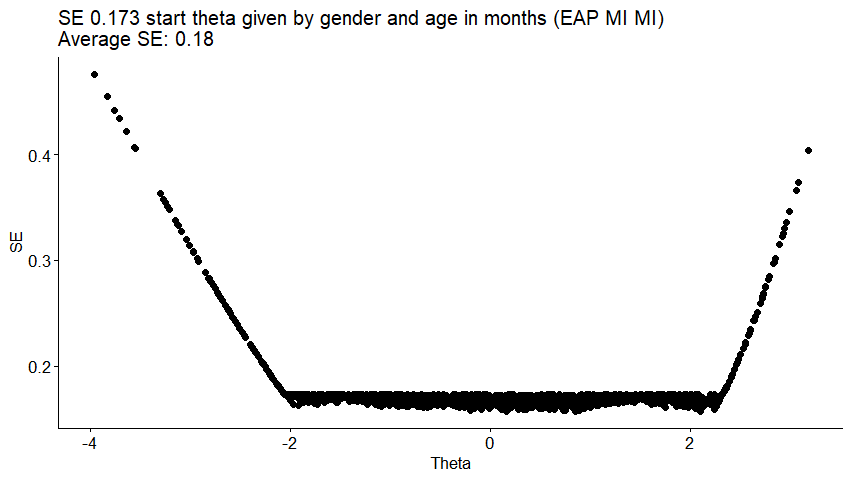 SE 0.173 start theta given by gender and age in months (EAP MI MI)
Average SE: 0.18
0.4
0.3
0.2
SE
-4
-2
0
2
Theta